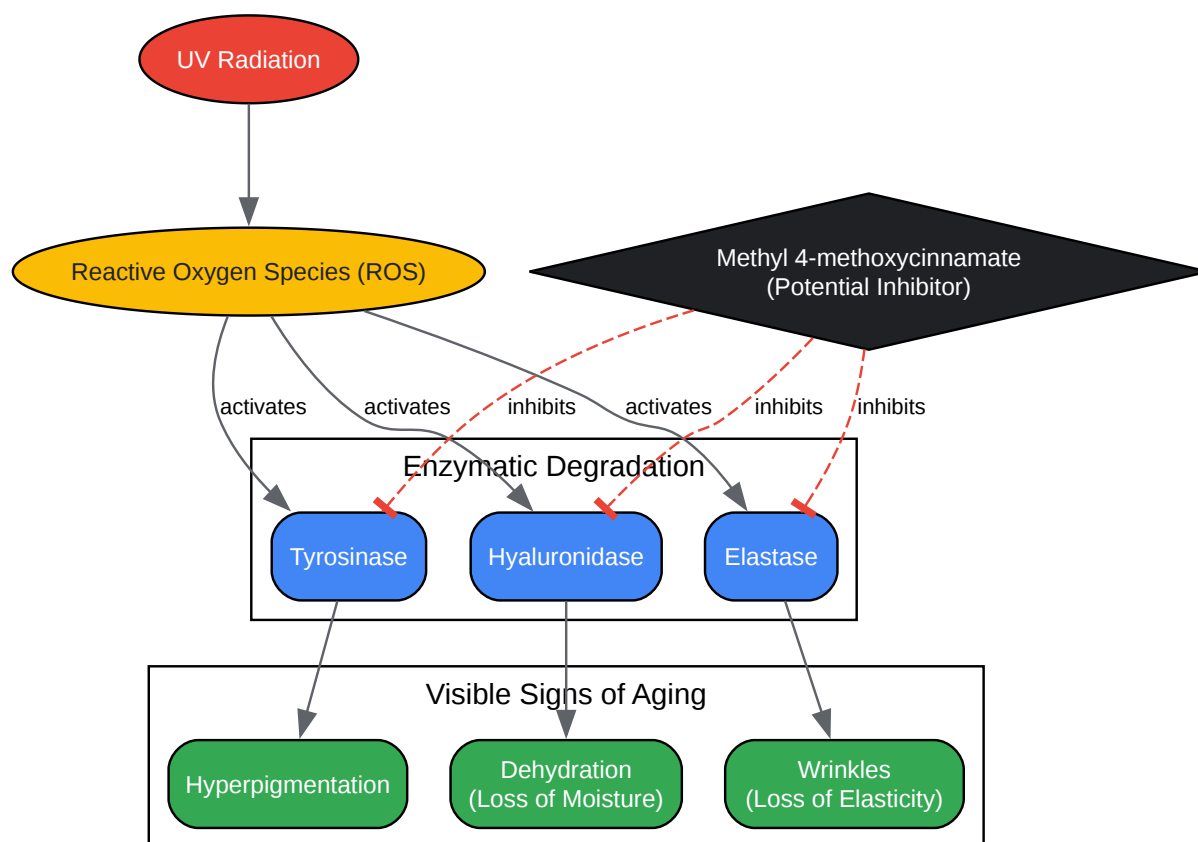 UV Radiation
Reactive Oxygen Species (ROS)
Methyl 4-methoxycinnamate
(Potential Inhibitor)
activates
activates
inhibits
activates
inhibits
inhibits
Enzymatic Degradation
Tyrosinase
Hyaluronidase
Elastase
Visible Signs of Aging
Hyperpigmentation
Dehydration
(Loss of Moisture)
Wrinkles
(Loss of Elasticity)